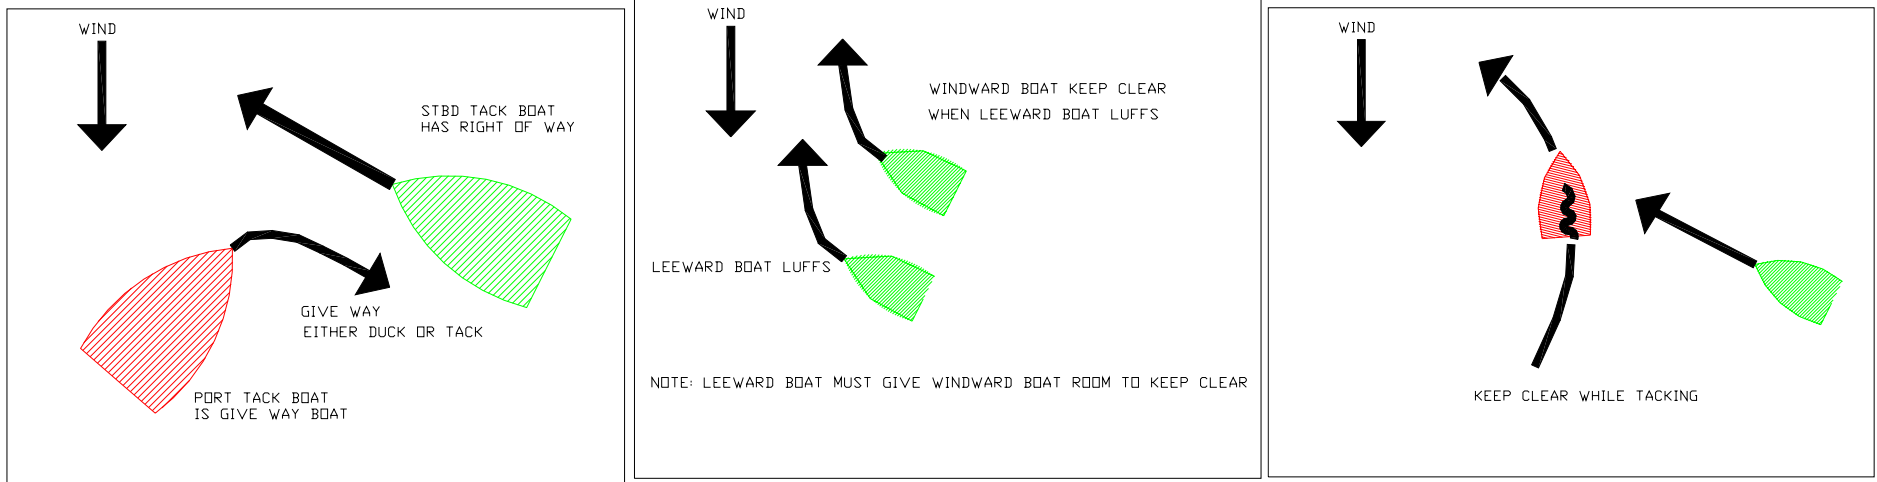 WIND
STBD TACK BOAT
HAS RIGHT OF WAY
GIVE WAY
EITHER DUCK OR TACK
PORT TACK BOAT
IS GIVE WAY BOAT
WIND
WINDWARD BOAT KEEP CLEAR
WHEN LEEWARD BOAT LUFFS
LEEWARD BOAT LUFFS
NOTE: LEEWARD BOAT MUST GIVE WINDWARD BOAT ROOM TO KEEP CLEAR
WIND
KEEP CLEAR WHILE TACKING